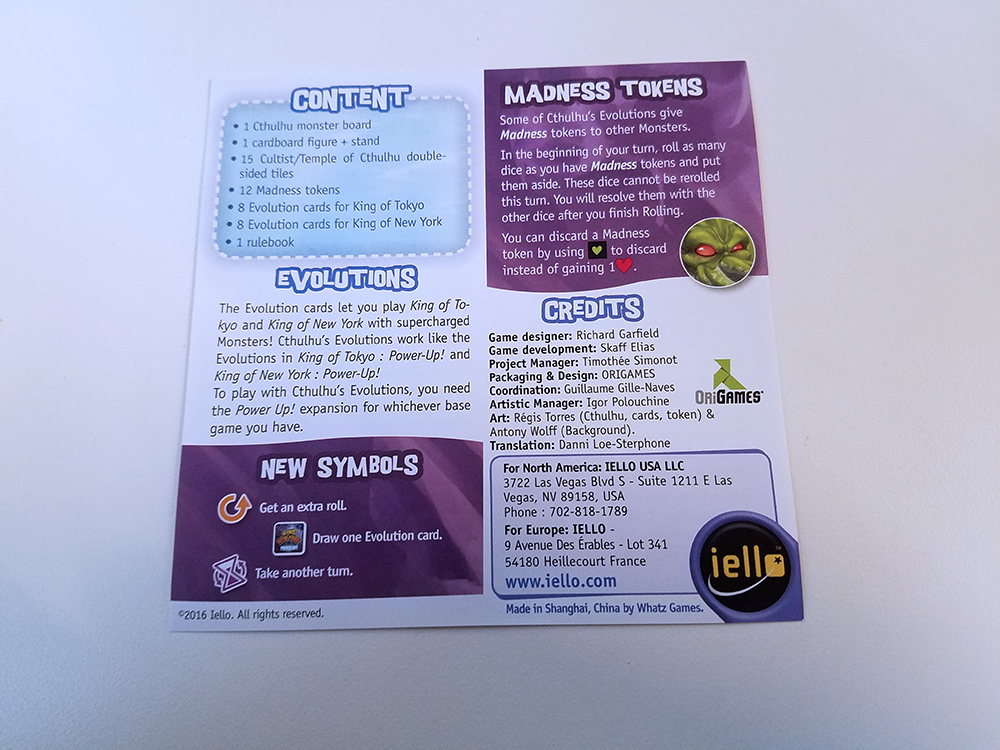 CONTENT
• 1 Cthulhu monster board
• 1 cardboard figure + stand
• 15 Cultist/Temple of Cthulhu double-
sided tiles
• 12 Madness tokens
• 8 Evolution cards for King of Tokyo
• 8 Evolution cards for King of New York
• 1 rulebook
EVOLUTIONS
The Evolution cards let you play King of To-
kyo and King of New York with supercharged
Monsters! Cthulhu's Evolutions work like the
Evolutions in King of Tokyo : Power-Up! and
King of New York : Power-Up!
To play with Cthulhu's Evolutions, you need
the Power Up! expansion for whichever base
game you have.
NEW SYMBOLS
Get an extra roll.
Draw one Evolution card.
Take another turn.
©2016 Iello. All rights reserved.
MADNESS TOKENS
Some of Cthulhu's Evolutions give
Madness tokens to other Monsters.
In the beginning of your turn, roll as many
dice as you have Madness tokens and put
them aside. These dice cannot be rerolled
this turn. You will resolve them with the
other dice after you finish Rolling.
You can discard a Madness
token by using to discard
instead of gaining 1.
CREDITS
Game designer: Richard Garfield
Game development: Skaff Elias
Project Manager: Timothée Simonot
Packaging & Design: ORIGAMES
Coordination: Guillaume Gille-Naves
Artistic Manager: Igor Polouchine
Art: Régis Torres (Cthulhu, cards, token) &
Antony Wolff (Background).
Translation: Danni Loe-Sterphone
ORIGAMES
For North America: IELLO USA LLC
3722 Las Vegas Blvd S - Suite 1211 E Las
Vegas, NV 89158, USA
Phone : 702-818-1789
For Europe: IELLO -
9 Avenue Des Érables - Lot 341
54180 Heillecourt France
www.iello.com
iello
Made in Shanghai, China by Whatz Games.